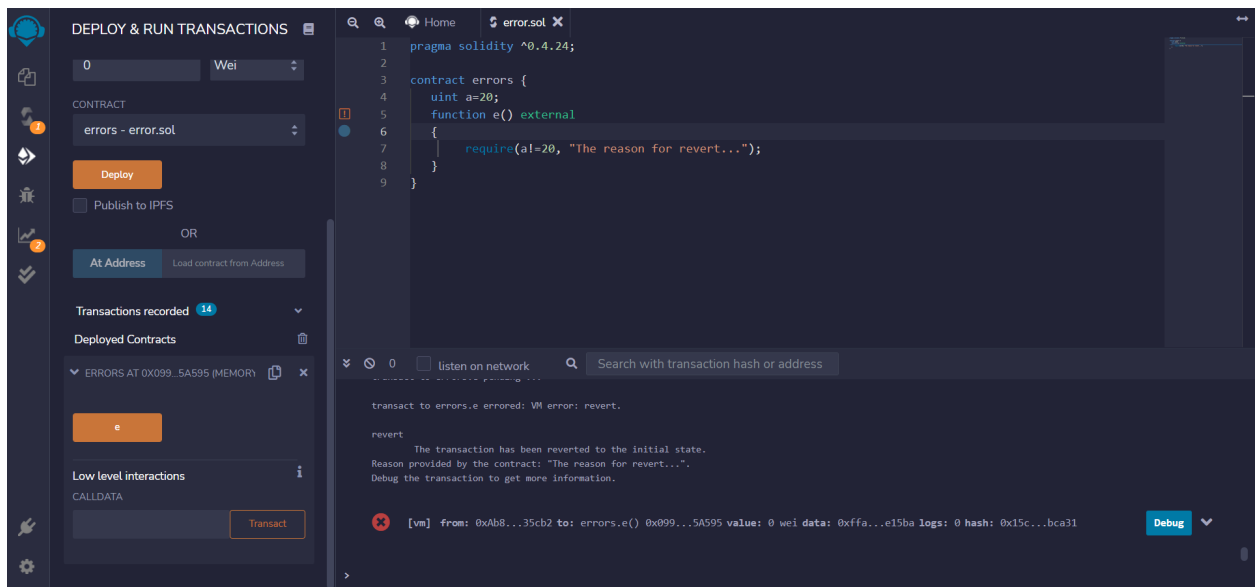 DEPLOY & RUN TRANSACTIONS
0 Wei
CONTRACT
errors - error.sol
Deploy
Publish to IPFS
OR
At Address Load contract from Address
Transactions recorded 14
Deployed Contracts
ERRORS AT 0X099...5A595 (MEMORY)
e
Low level interactions
CALLDATA
Transact
1
2
Home error.sol
1 pragma solidity ^0.4.24;
2
3 contract errors {
4 uint a=20;
5 function e() external
6 {
7 require(a!=20, "The reason for revert...");
8 }
9 }
0 listen on network Search with transaction hash or address
transact to errors.e errored: VM error: revert.
revert
The transaction has been reverted to the initial state.
Reason provided by the contract: "The reason for revert...".
Debug the transaction to get more information.
[vm] from: 0xAb8...35cb2 to: errors.e() 0x099...5A595 value: 0 wei data: 0xffa...e15ba logs: 0 hash: 0x15c...bca31 Debug
>